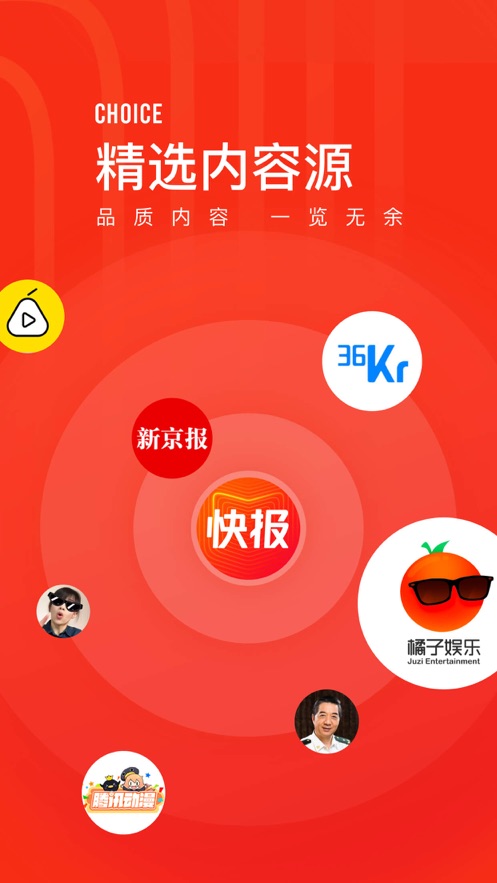 CHOICE
精选内容源
品质内容 一览无余
36Kr
新京报
快报
橘子娱乐
Juzi Entertainment
腾讯动漫